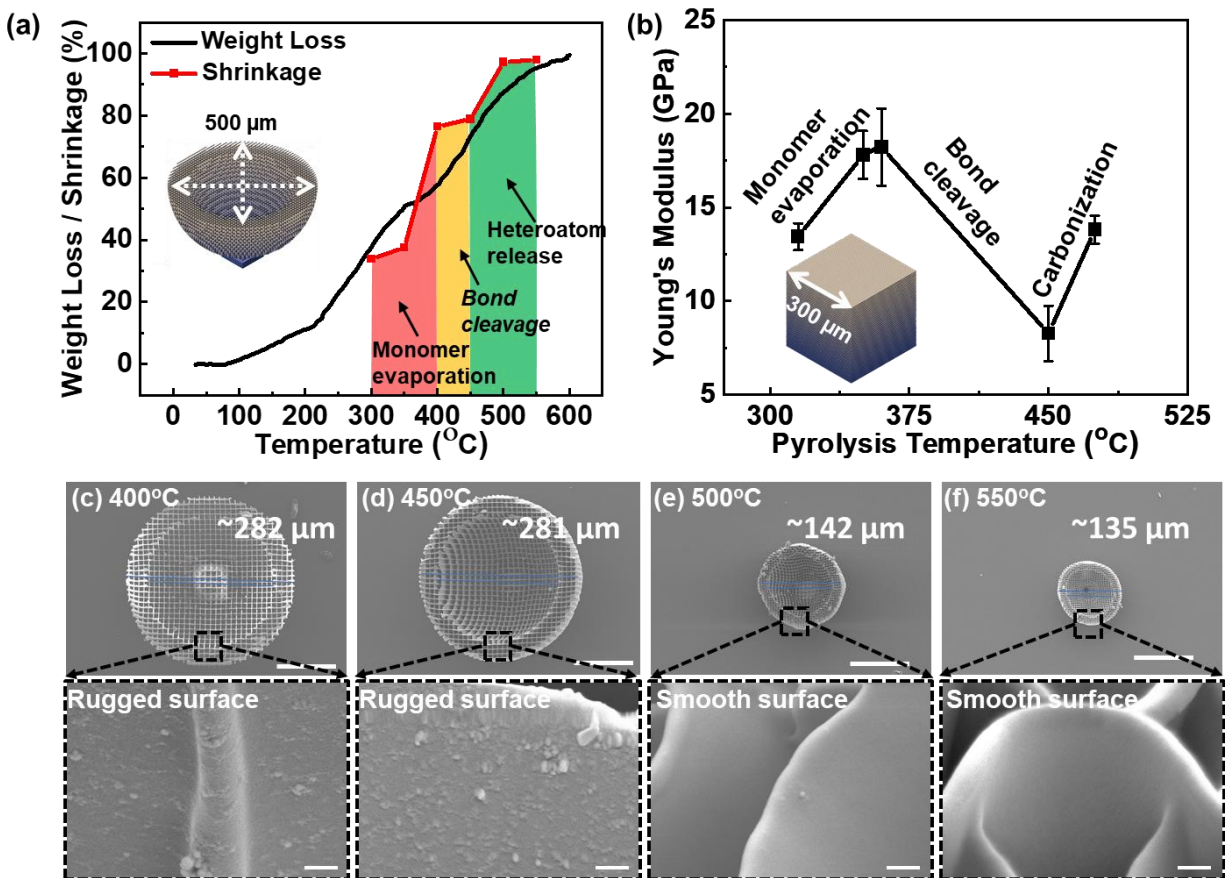 (a)
Weight Loss / Shrinkage (%)
100
80
60
40
20
0
Weight Loss
Shrinkage
500 µm
Heteroatom
release
Bond
cleavage
Monomer
evaporation
0
100
200
300
400
500
600
Temperature (°C)
(b)
Young's Modulus (GPa)
25
20
15
10
5
Monomer
evaporation
Bond
cleavage
Carbonization
300 µm
300
375
450
525
Pyrolysis Temperature (°C)
(c) 400°C
~282 µm
(d) 450°C
~281 µm
(e) 500°C
~142 µm
(f) 550°C
~135 µm
Rugged surface
Rugged surface
Smooth surface
Smooth surface